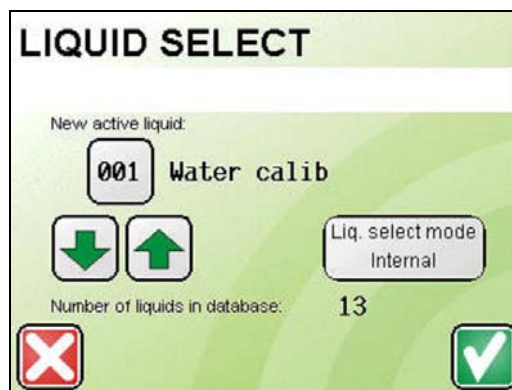 LIQUID SELECT
New active liquid:
001 Water calib
Liq. select mode
Internal
Number of liquids in database: 13